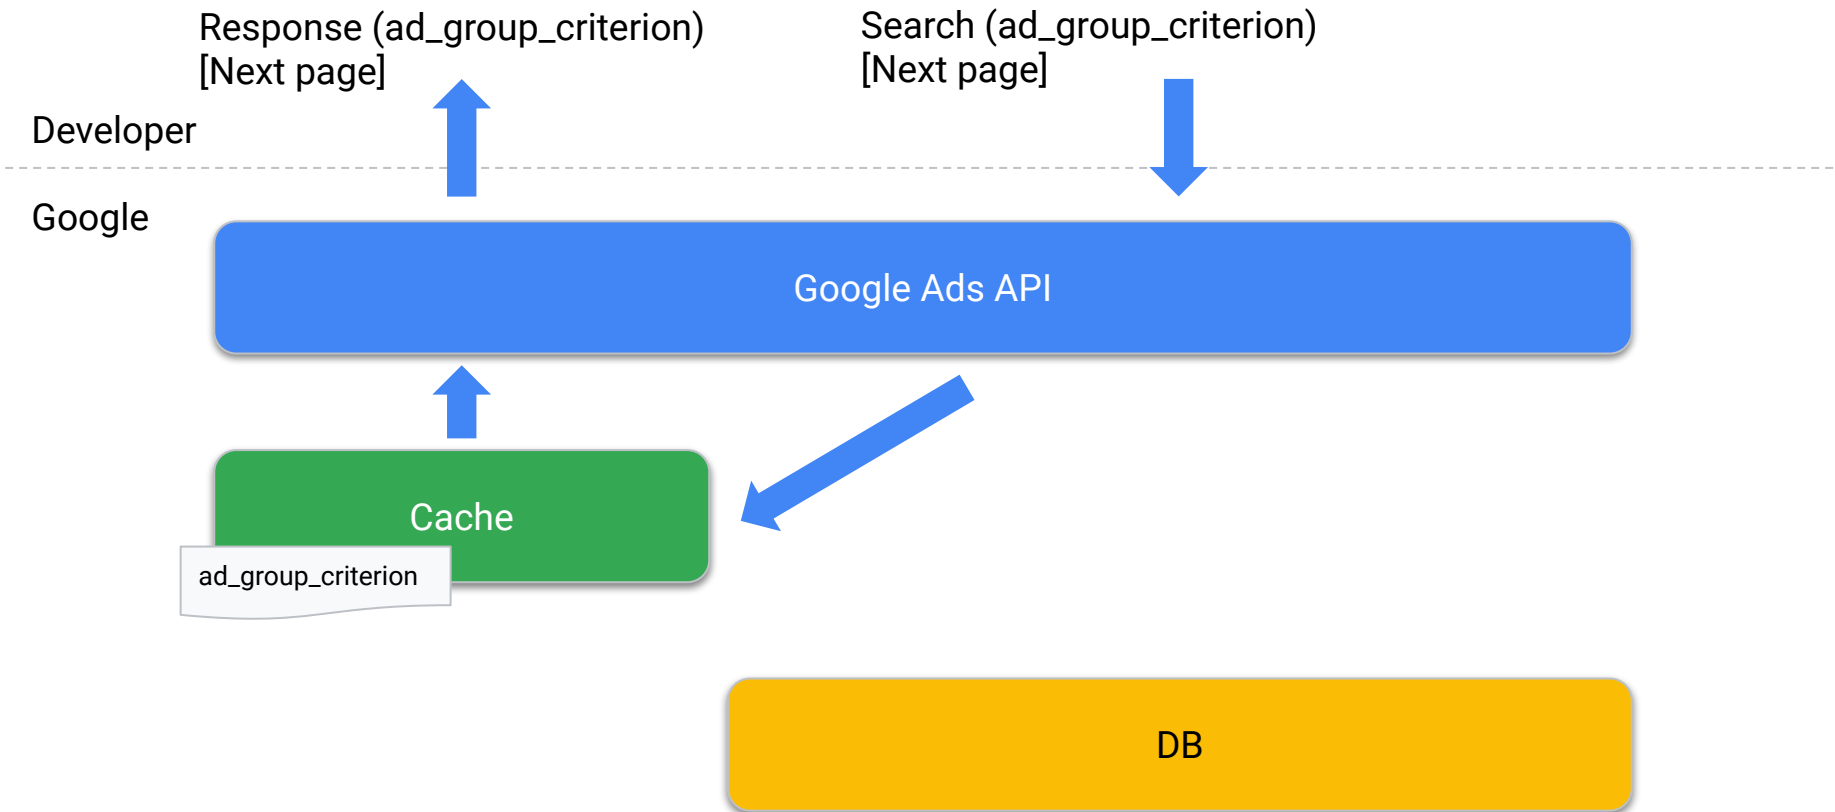 Response (ad_group_criterion)
[Next page]
Search (ad_group_criterion)
[Next page]
Developer
Google
Google Ads API
Cache
ad_group_criterion
DB